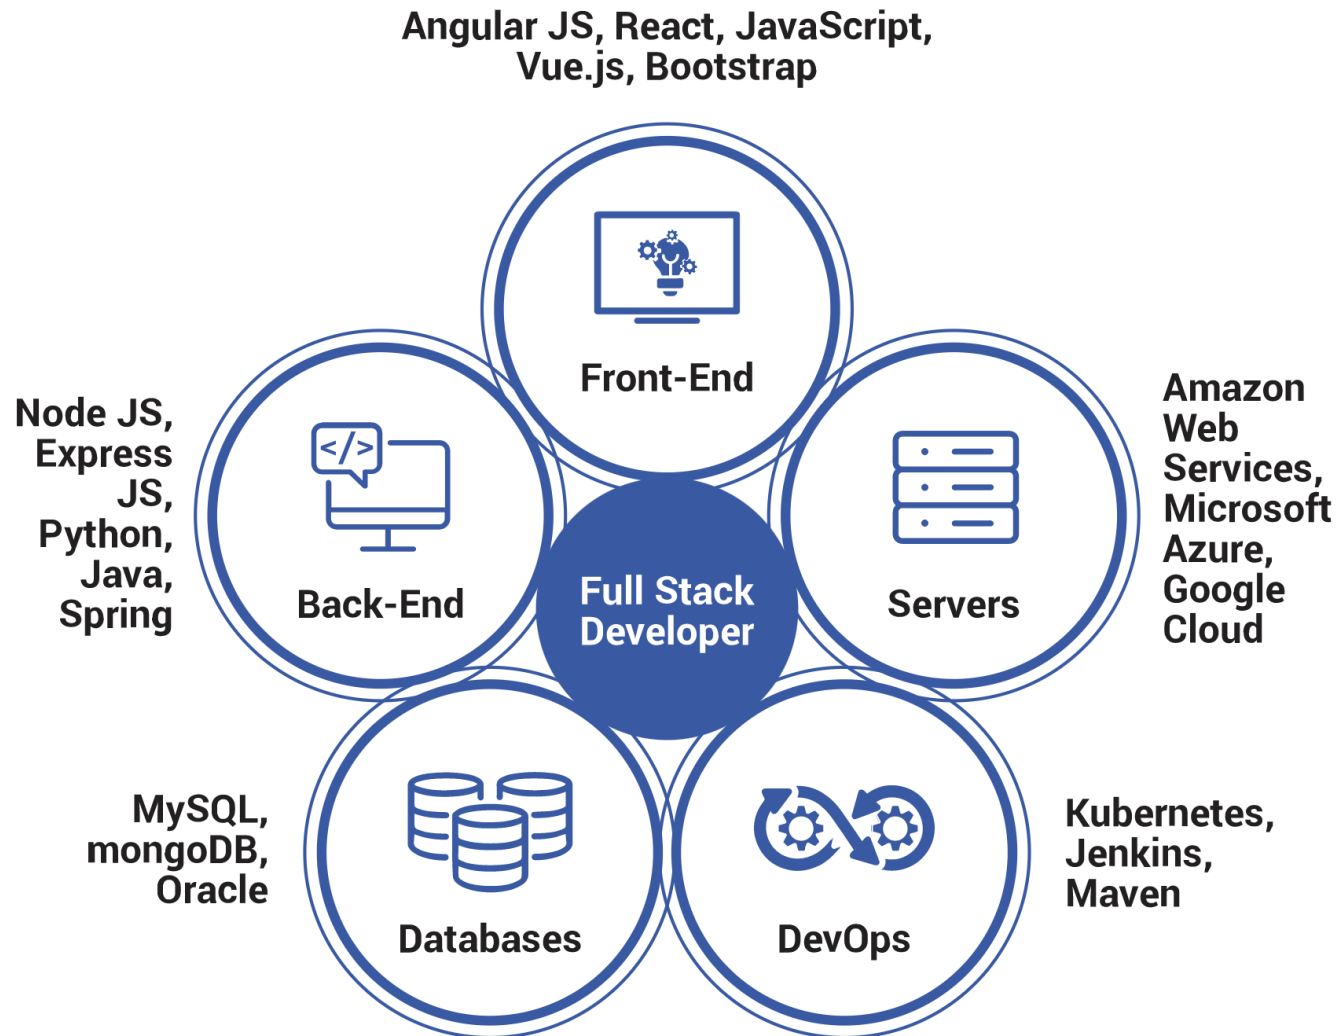 Angular JS, React, JavaScript,
Vue.js, Bootstrap
Front-End
Node JS,
Express
JS,
Python,
Java,
Spring
</>
Back-End
Full Stack
Developer
Servers
Amazon
Web
Services,
Microsoft
Azure,
Google
Cloud
MySQL,
mongoDB,
Oracle
Databases
DevOps
Kubernetes,
Jenkins,
Maven